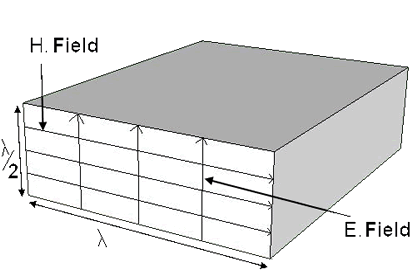 H. Field
λ/2
λ
E. Field